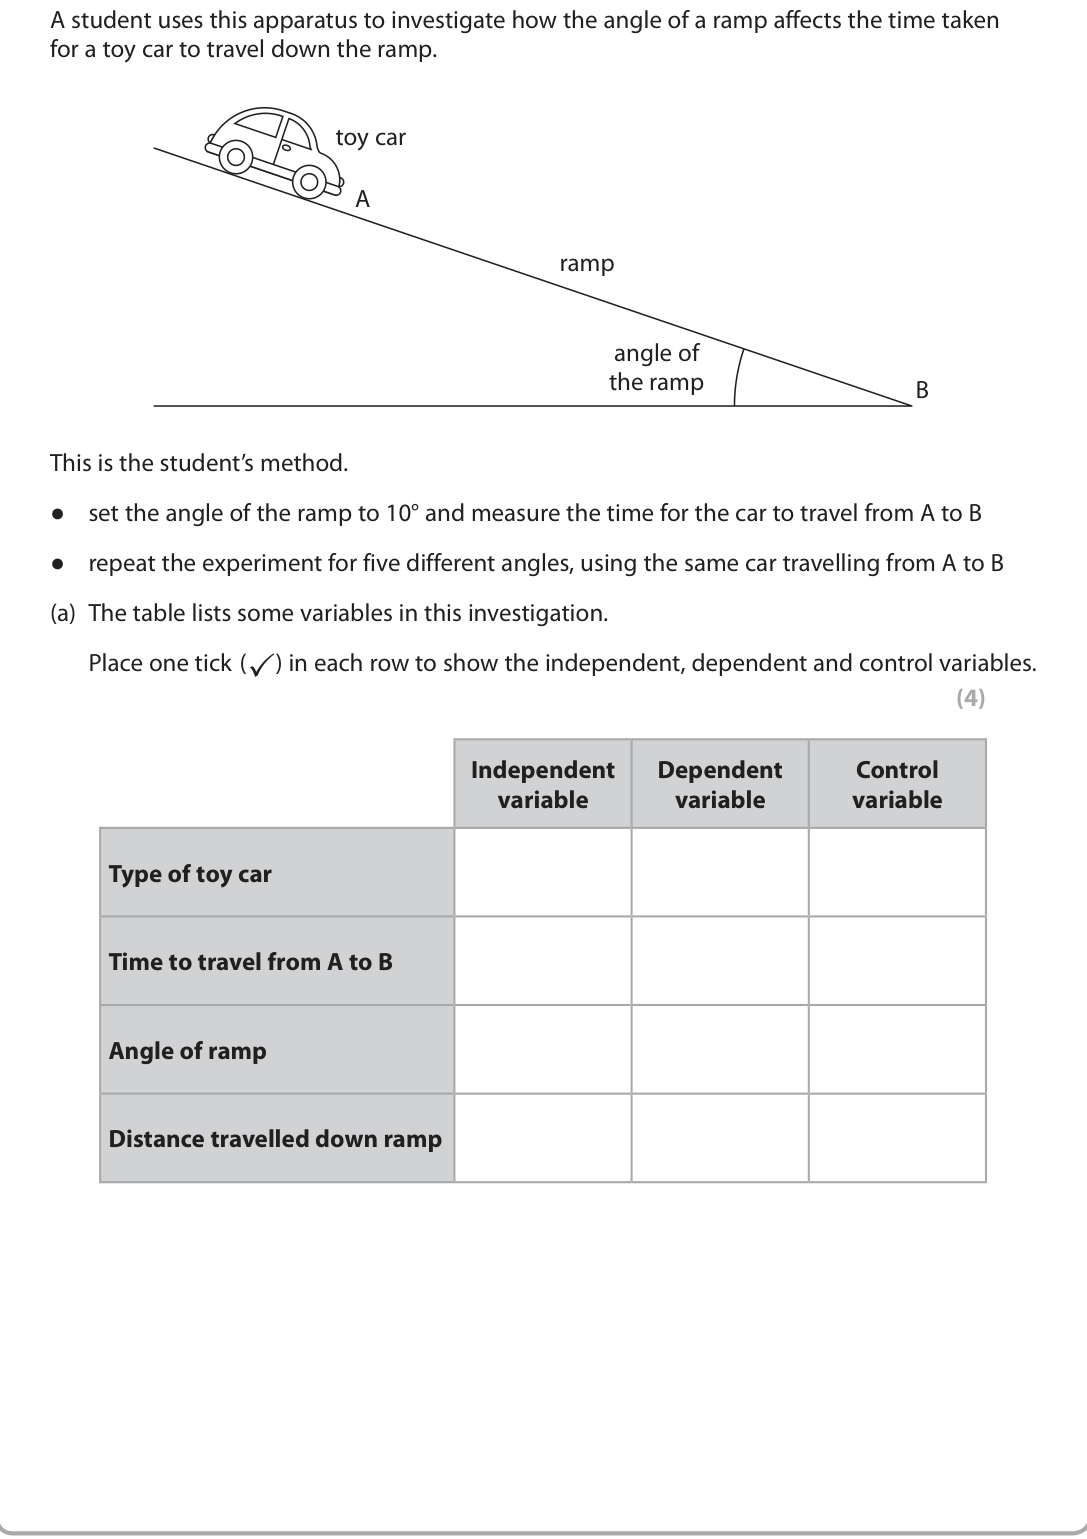 A student uses this apparatus to investigate how the angle of a ramp affects the time taken
for a toy car to travel down the ramp.
toy car
A
ramp
angle of
the ramp
B
This is the student’s method.
● set the angle of the ramp to 10° and measure the time for the car to travel from A to B
● repeat the experiment for five different angles, using the same car travelling from A to B
(a) The table lists some variables in this investigation.
Place one tick (✓) in each row to show the independent, dependent and control variables.
(4)
Independent variable
Dependent variable
Control variable
Type of toy car
Time to travel from A to B
Angle of ramp
Distance travelled down ramp